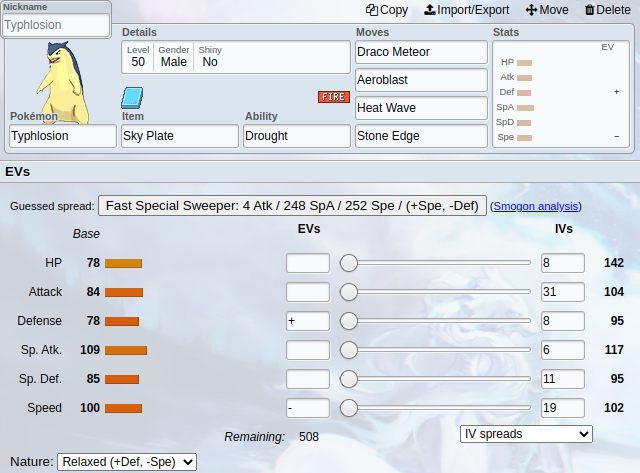 Nickname
Typhlosion
Copy Import/Export Move Delete
Details
Level Gender Shiny
50 Male No
FIRE
Pokémon Item Ability
Typhlosion Sky Plate Drought
Moves
Draco Meteor
Aeroblast
Heat Wave
Stone Edge
Stats
EV
HP
Atk
Def +
SpA
SpD
Spe −
EVs
Guessed spread: Fast Special Sweeper: 4 Atk / 248 SpA / 252 Spe / (+Spe, -Def) (Smogon analysis)
Base EVs IVs
HP 78 8 142
Attack 84 31 104
Defense 78 + 8 95
Sp. Atk. 109 6 117
Sp. Def. 85 11 95
Speed 100 - 19 102
Remaining: 508 IV spreads
Nature: Relaxed (+Def, -Spe)